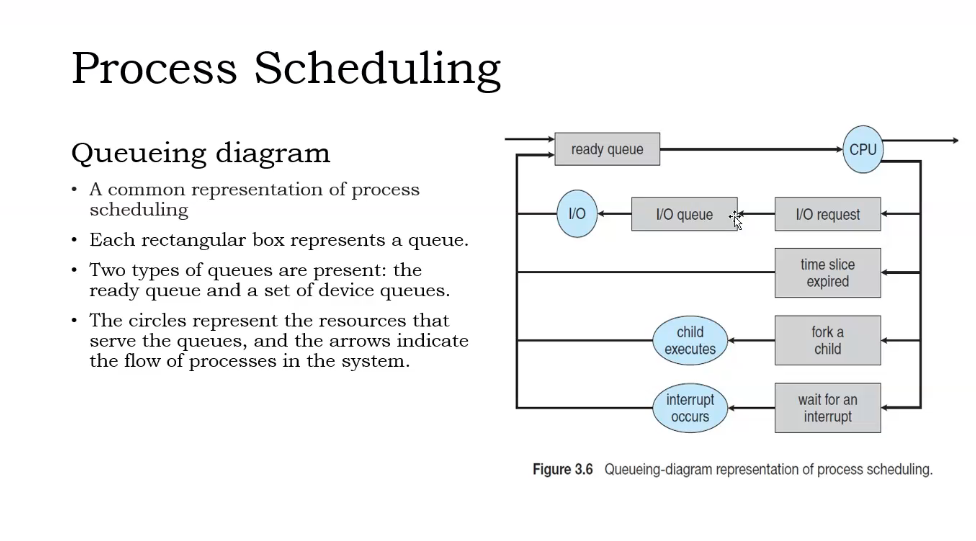 Process Scheduling
Queueing diagram
• A common representation of process
scheduling
• Each rectangular box represents a queue.
• Two types of queues are present: the
ready queue and a set of device queues.
• The circles represent the resources that
serve the queues, and the arrows indicate
the flow of processes in the system.
ready queue
CPU
I/O
I/O queue
I/O request
time slice
expired
child
executes
fork a
child
interrupt
occurs
wait for an
interrupt
Figure 3.6 Queueing-diagram representation of process scheduling.